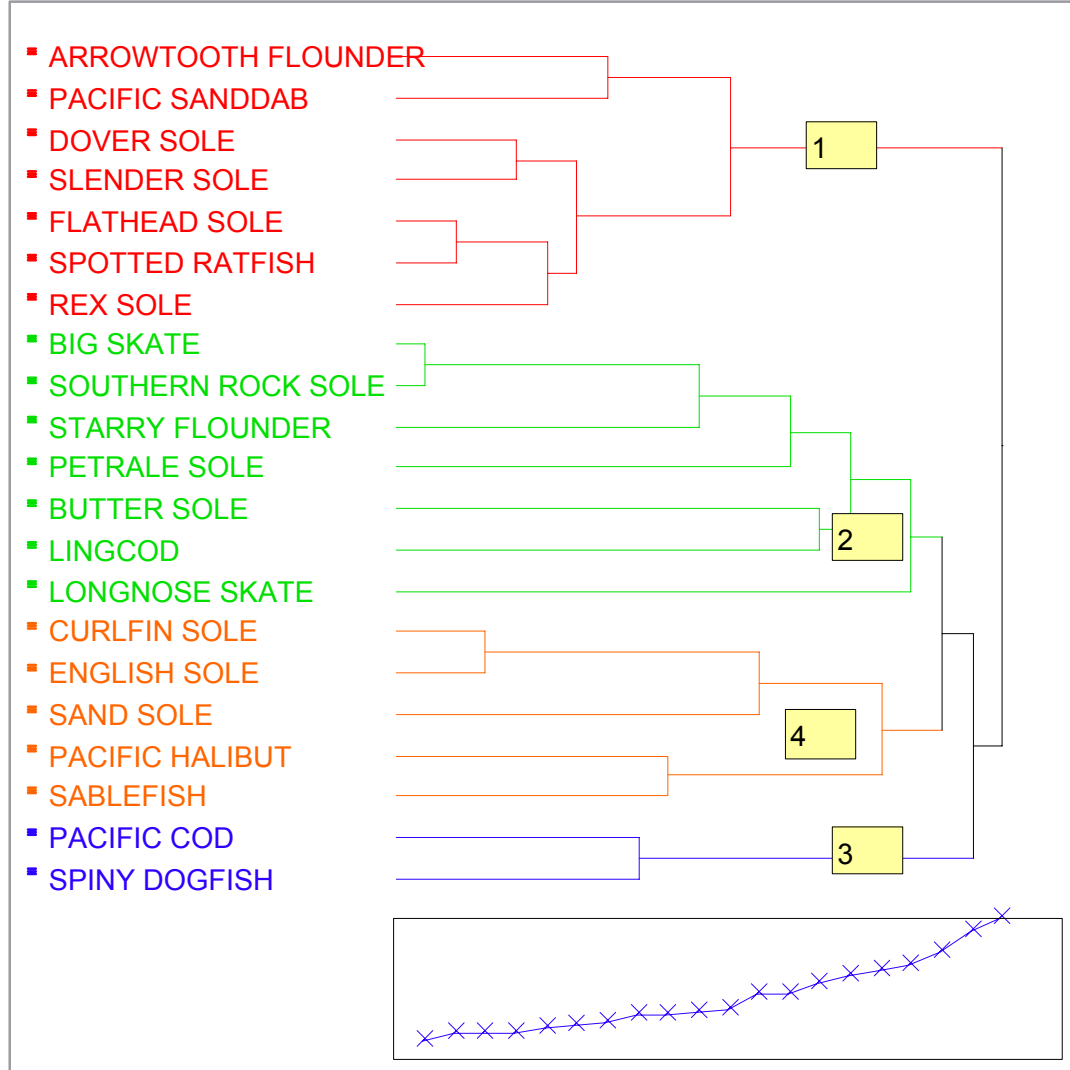 ARROWTOOTH FLOUNDER
PACIFIC SANDDAB
DOVER SOLE
1
SLENDER SOLE
FLATHEAD SOLE
SPOTTED RATFISH
REX SOLE
BIG SKATE
SOUTHERN ROCK SOLE
STARRY FLOUNDER
PETRALE SOLE
BUTTER SOLE
2
LINGCOD
LONGNOSE SKATE
CURLFIN SOLE
ENGLISH SOLE
SAND SOLE
4
PACIFIC HALIBUT
SABLEFISH
PACIFIC COD
3
SPINY DOGFISH